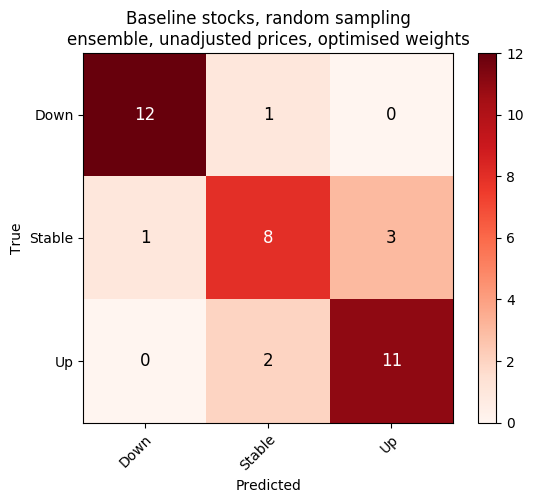 Baseline stocks, random sampling
ensemble, unadjusted prices, optimised weights
Down 12 1 0
Stable 1 8 3
Up 0 2 11
Down Stable Up
Predicted
True
12
10
8
6
4
2
0